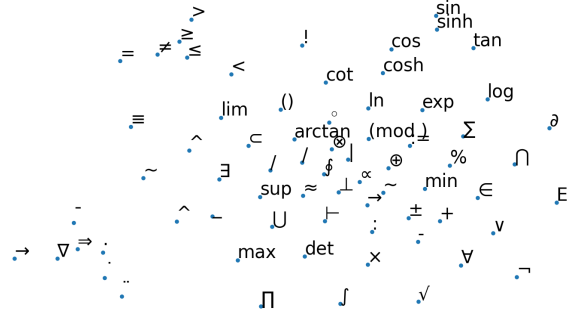 sin
>
sinh
≥
!
cos
tan
= ≠ ≤
<
cot
cosh
()
ln
exp
log
lim
≡
○
∂
^
⊂
arctan
(mod )
Σ
⊗
|
∼
∃
/
/
∮
∝
⊕
%
∩
sup
≈
⊥
→
~
min
∈
E
-
^
_
∪
⊢
:
±
+
∨
→
∇
⇒
.
max
det
×
-
∀
¬
..
∏
∫
√